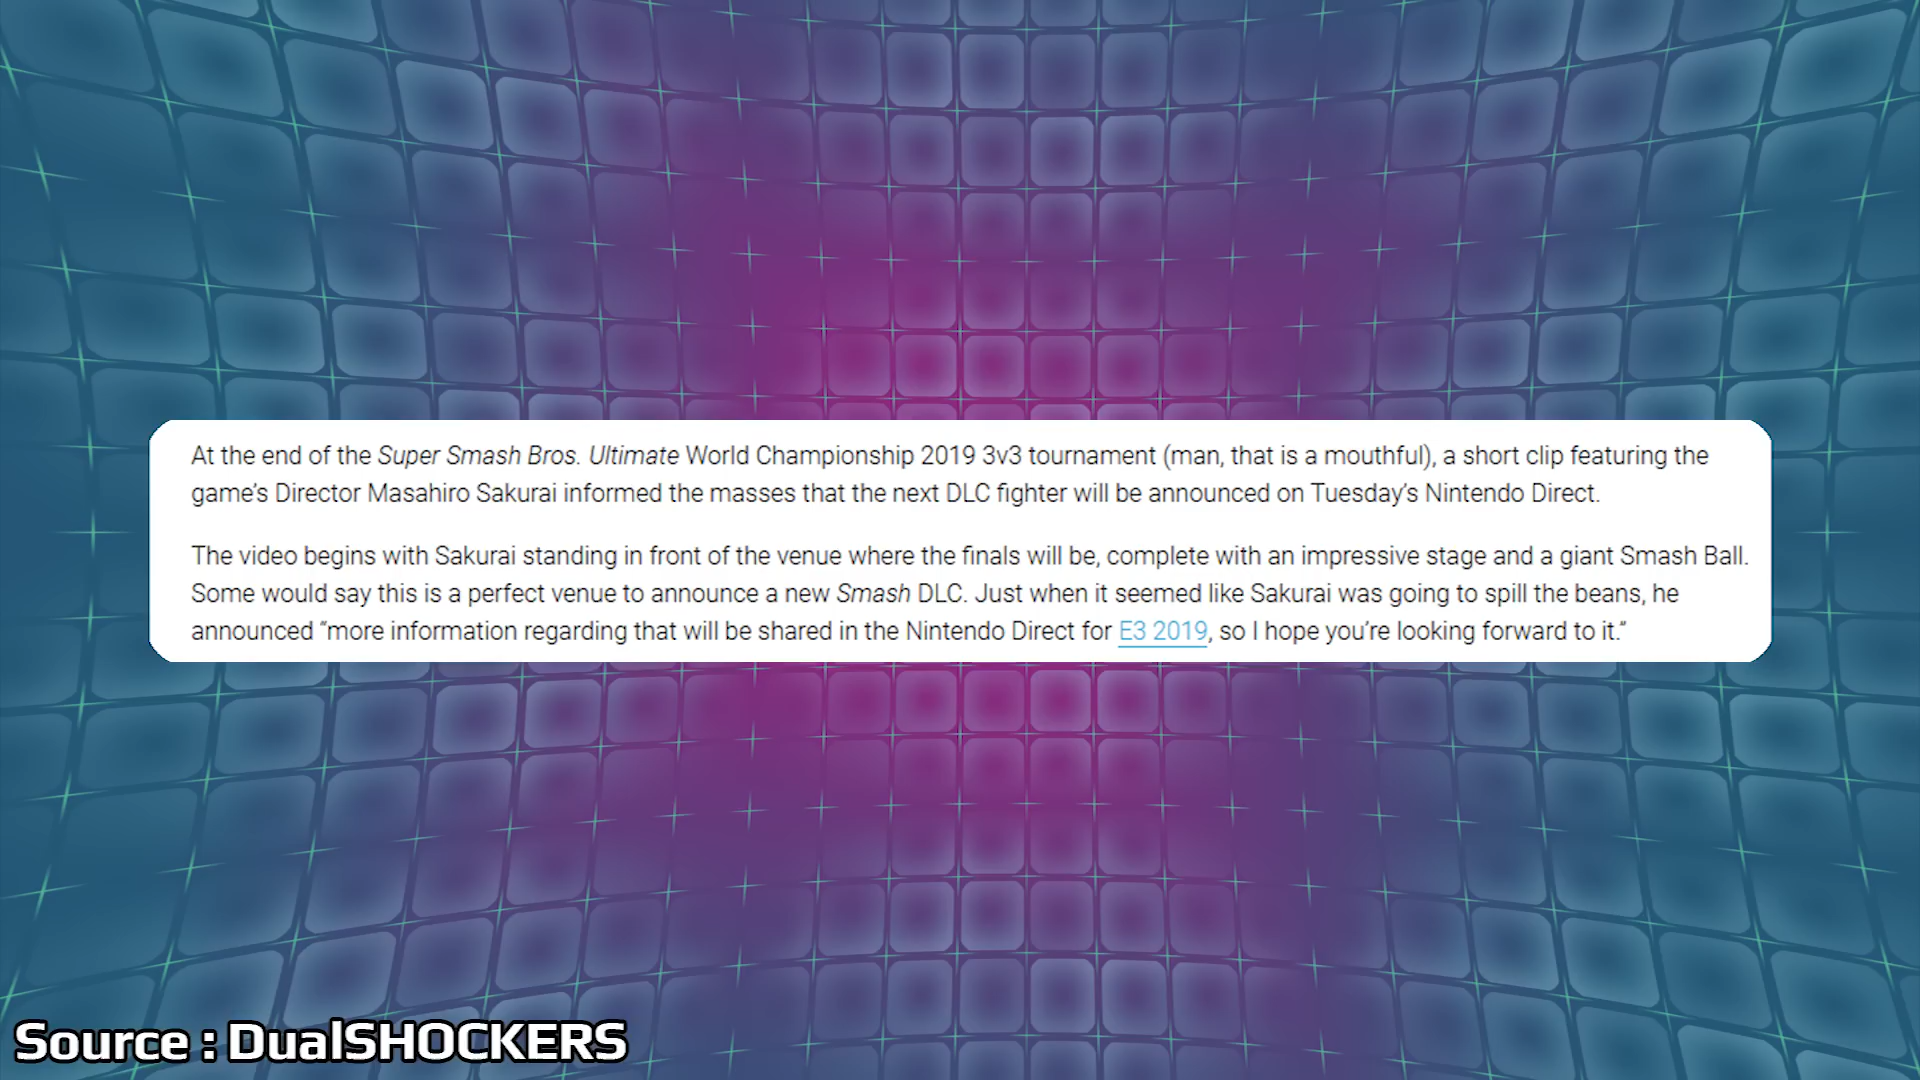 At the end of the Super Smash Bros. Ultimate World Championship 2019 3v3 tournament (man, that is a mouthful), a short clip featuring the
game’s Director Masahiro Sakurai informed the masses that the next DLC fighter will be announced on Tuesday’s Nintendo Direct.
The video begins with Sakurai standing in front of the venue where the finals will be, complete with an impressive stage and a giant Smash Ball.
Some would say this is a perfect venue to announce a new Smash DLC. Just when it seemed like Sakurai was going to spill the beans, he
announced “more information regarding that will be shared in the Nintendo Direct for E3 2019, so I hope you’re looking forward to it.”
Source : DualSHOCKERS